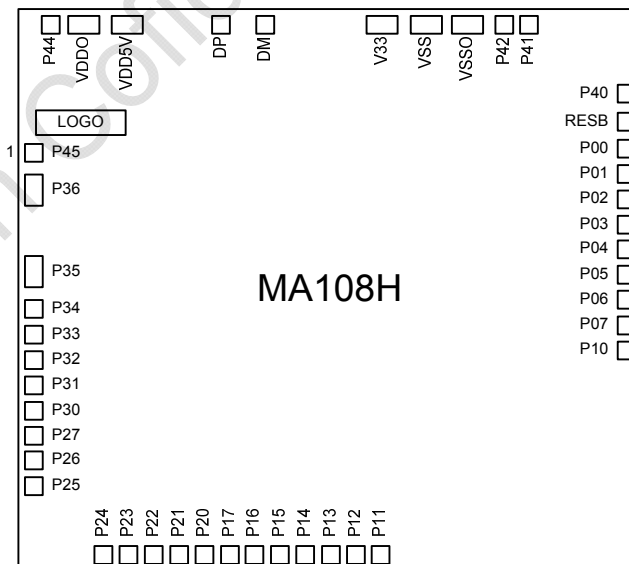 P44
VDDO
VDD5V
DP
DM
V33
VSS
VSSO
P42
P41
LOGO
1
P45
P36
P35
P34
P33
P32
P31
P30
P27
P26
P25
MA108H
P40
RESB
P00
P01
P02
P03
P04
P05
P06
P07
P10
P24
P23
P22
P21
P20
P17
P16
P15
P14
P13
P12
P11